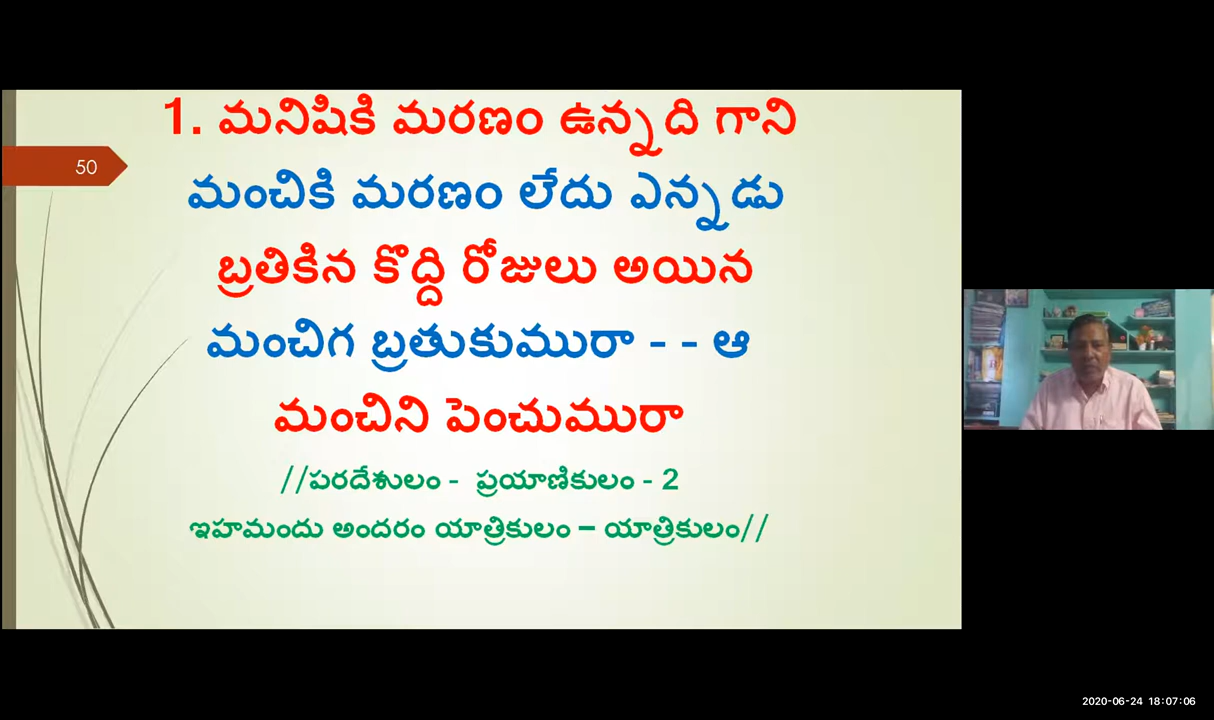 1. మనిషికి మరణం ఉన్నది గాని
50
మంచికి మరణం లేదు ఎన్నడు
బ్రతికిన కొద్ది రోజులు అయిన
మంచిగ బ్రతుకుమురా - - ఆ
మంచిని పెంచుమురా
//పరదేశులం - ప్రయాణికులం - 2
ఇహమందు అందరం యాత్రికులం – యాత్రికులం//
2020-06-24 18:07:06